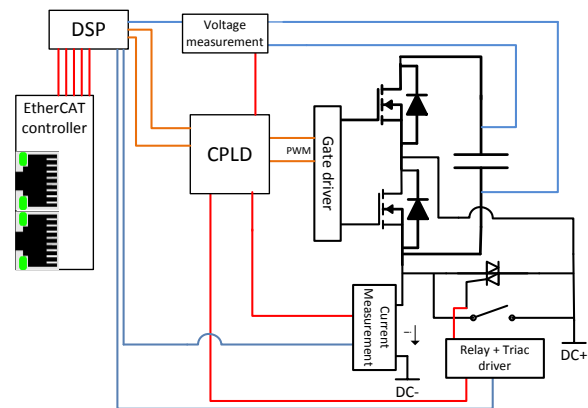 DSP
Voltage
measurement
EtherCAT
controller
CPLD
PWM
Gate driver
Current
Measurement
i
Relay + Triac
driver
DC+
DC-